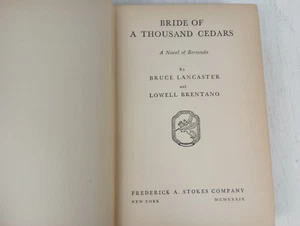 BRIDE OF
A THOUSAND CEDARS
A Novel of Bermuda
By
BRUCE LANCASTER
and
LOWELL BRENTANO
FREDERICK A. STOKES COMPANY
NEW YORK MCMXXXIX